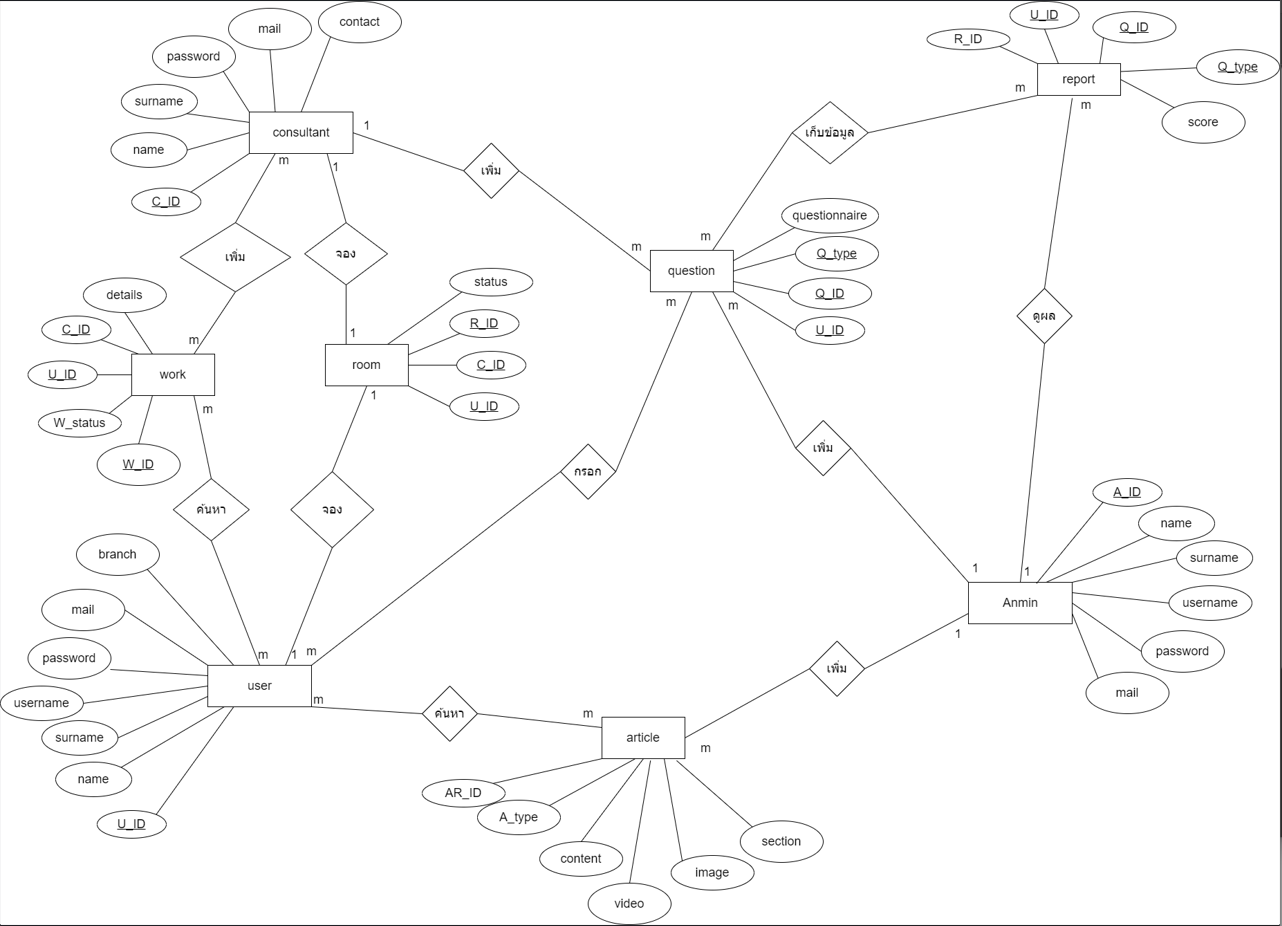 contact
mail
password
surname
name
C_ID
consultant
1
m
1
เพิ่ม
U_ID
Q_ID
R_ID
Q_type
report
score
m
m
เก็บข้อมูล
เพิ่ม
จอง
m
m
questionnaire
Q_type
question
Q_ID
U_ID
m
m
details
C_ID
U_ID
work
W_status
W_ID
m
m
status
R_ID
room
C_ID
U_ID
1
1
ดูผล
เพิ่ม
กรอก
ค้นหา
จอง
A_ID
name
surname
username
password
mail
Anmin
1
1
1
branch
mail
password
username
surname
name
U_ID
user
m
1
m
m
ค้นหา
เพิ่ม
m
article
m
AR_ID
A_type
content
video
image
section